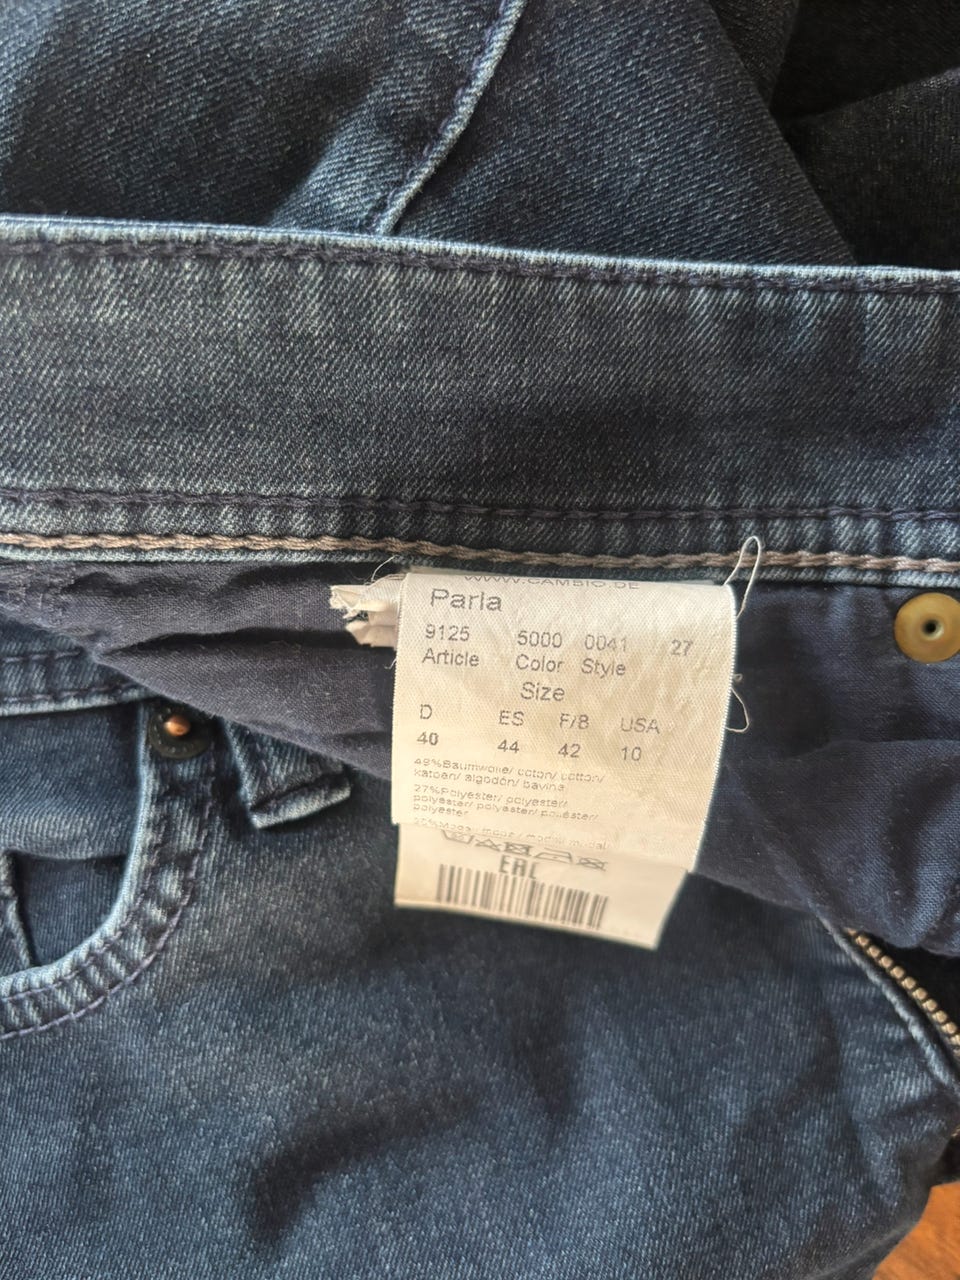 WWW.CAMBIO.DE
Parla
9125 5000 0041 27
Article Color Style
Size
D ES F/B USA
40 44 42 10
49%Baumwolle/ coton/ cotton/
katoen/ algodón/ bavlna
27%Polyester/ polyester/
polyester/ polyester/ poliéster/
polyester
EAC